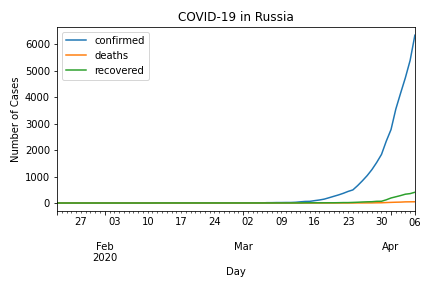 COVID-19 in Russia
confirmed
deaths
recovered
Number of Cases
6000
5000
4000
3000
2000
1000
0
27 03 10 17 24 02 09 16 23 30 06
Feb Mar Apr
2020
Day